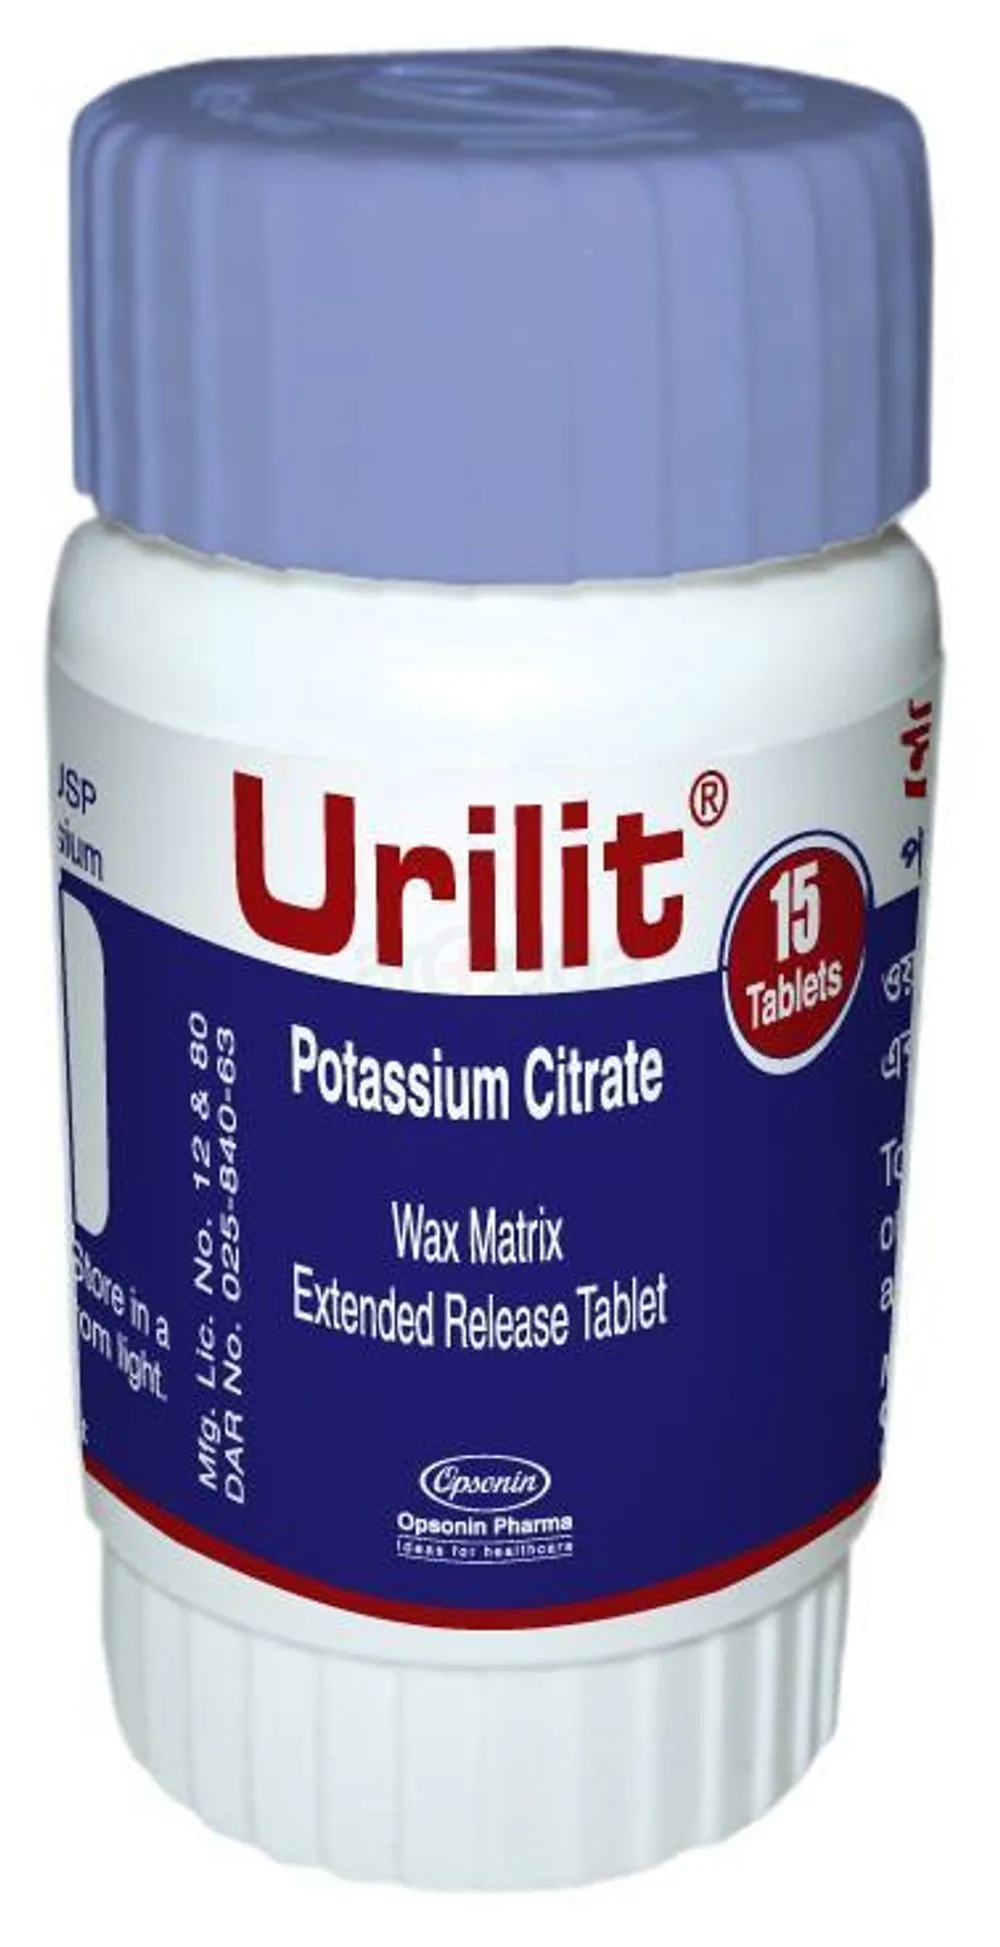 Urilit®
15
Tablets
Potassium Citrate
Wax Matrix
Extended Release Tablet
Opsonin
Opsonin Pharma
Ideas for healthcare
Mfg. Lic. No. 12 & 80
DAR No. 025-840-63
USP
Store in a
light.